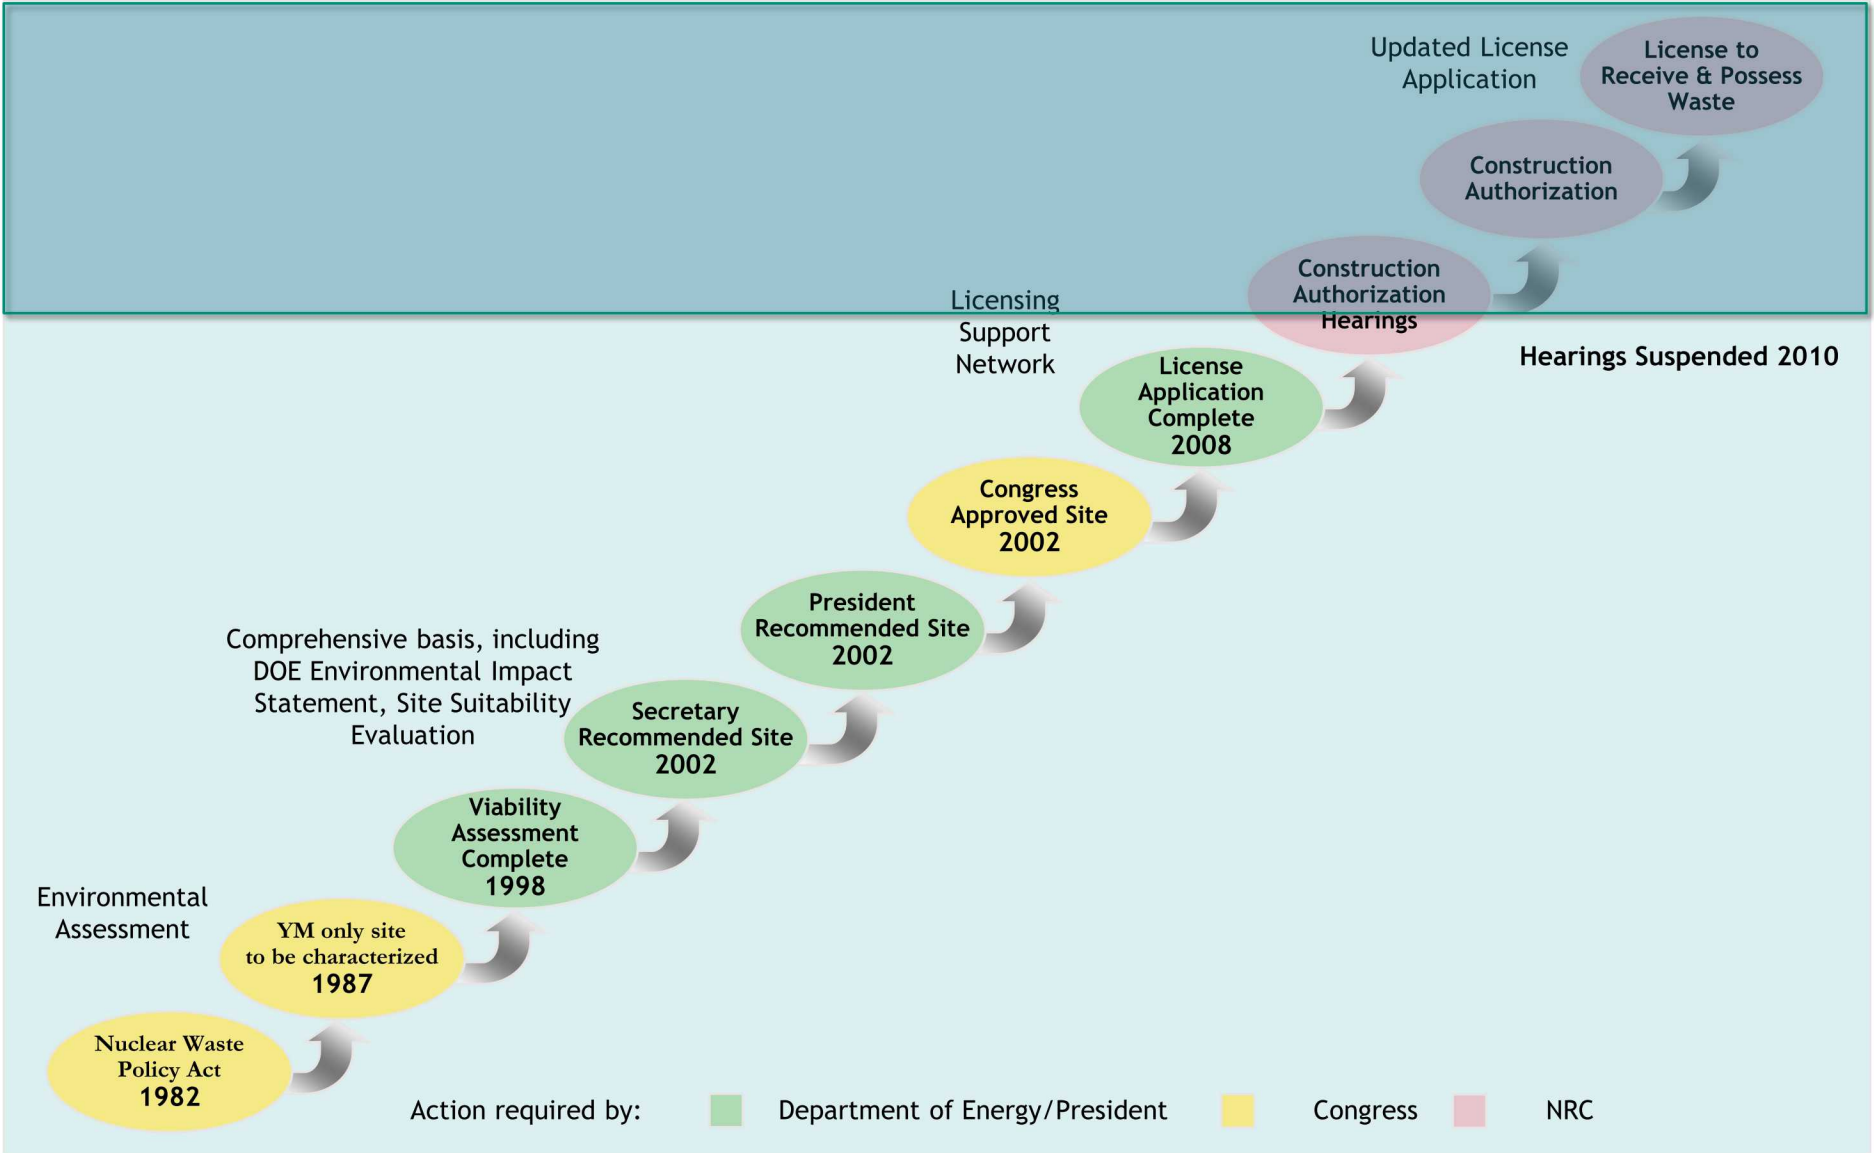 Updated License
Application
License to
Receive & Possess
Waste
Construction
Authorization
Construction
Authorization
Hearings
Licensing
Support
Network
Hearings Suspended 2010
License
Application
Complete
2008
Congress
Approved Site
2002
President
Recommended Site
2002
Comprehensive basis, including
DOE Environmental Impact
Statement, Site Suitability
Evaluation
Secretary
Recommended Site
2002
Viability
Assessment
Complete
1998
Environmental
Assessment
YM only site
to be characterized
1987
Nuclear Waste
Policy Act
1982
Action required by:
Department of Energy/President
Congress
NRC